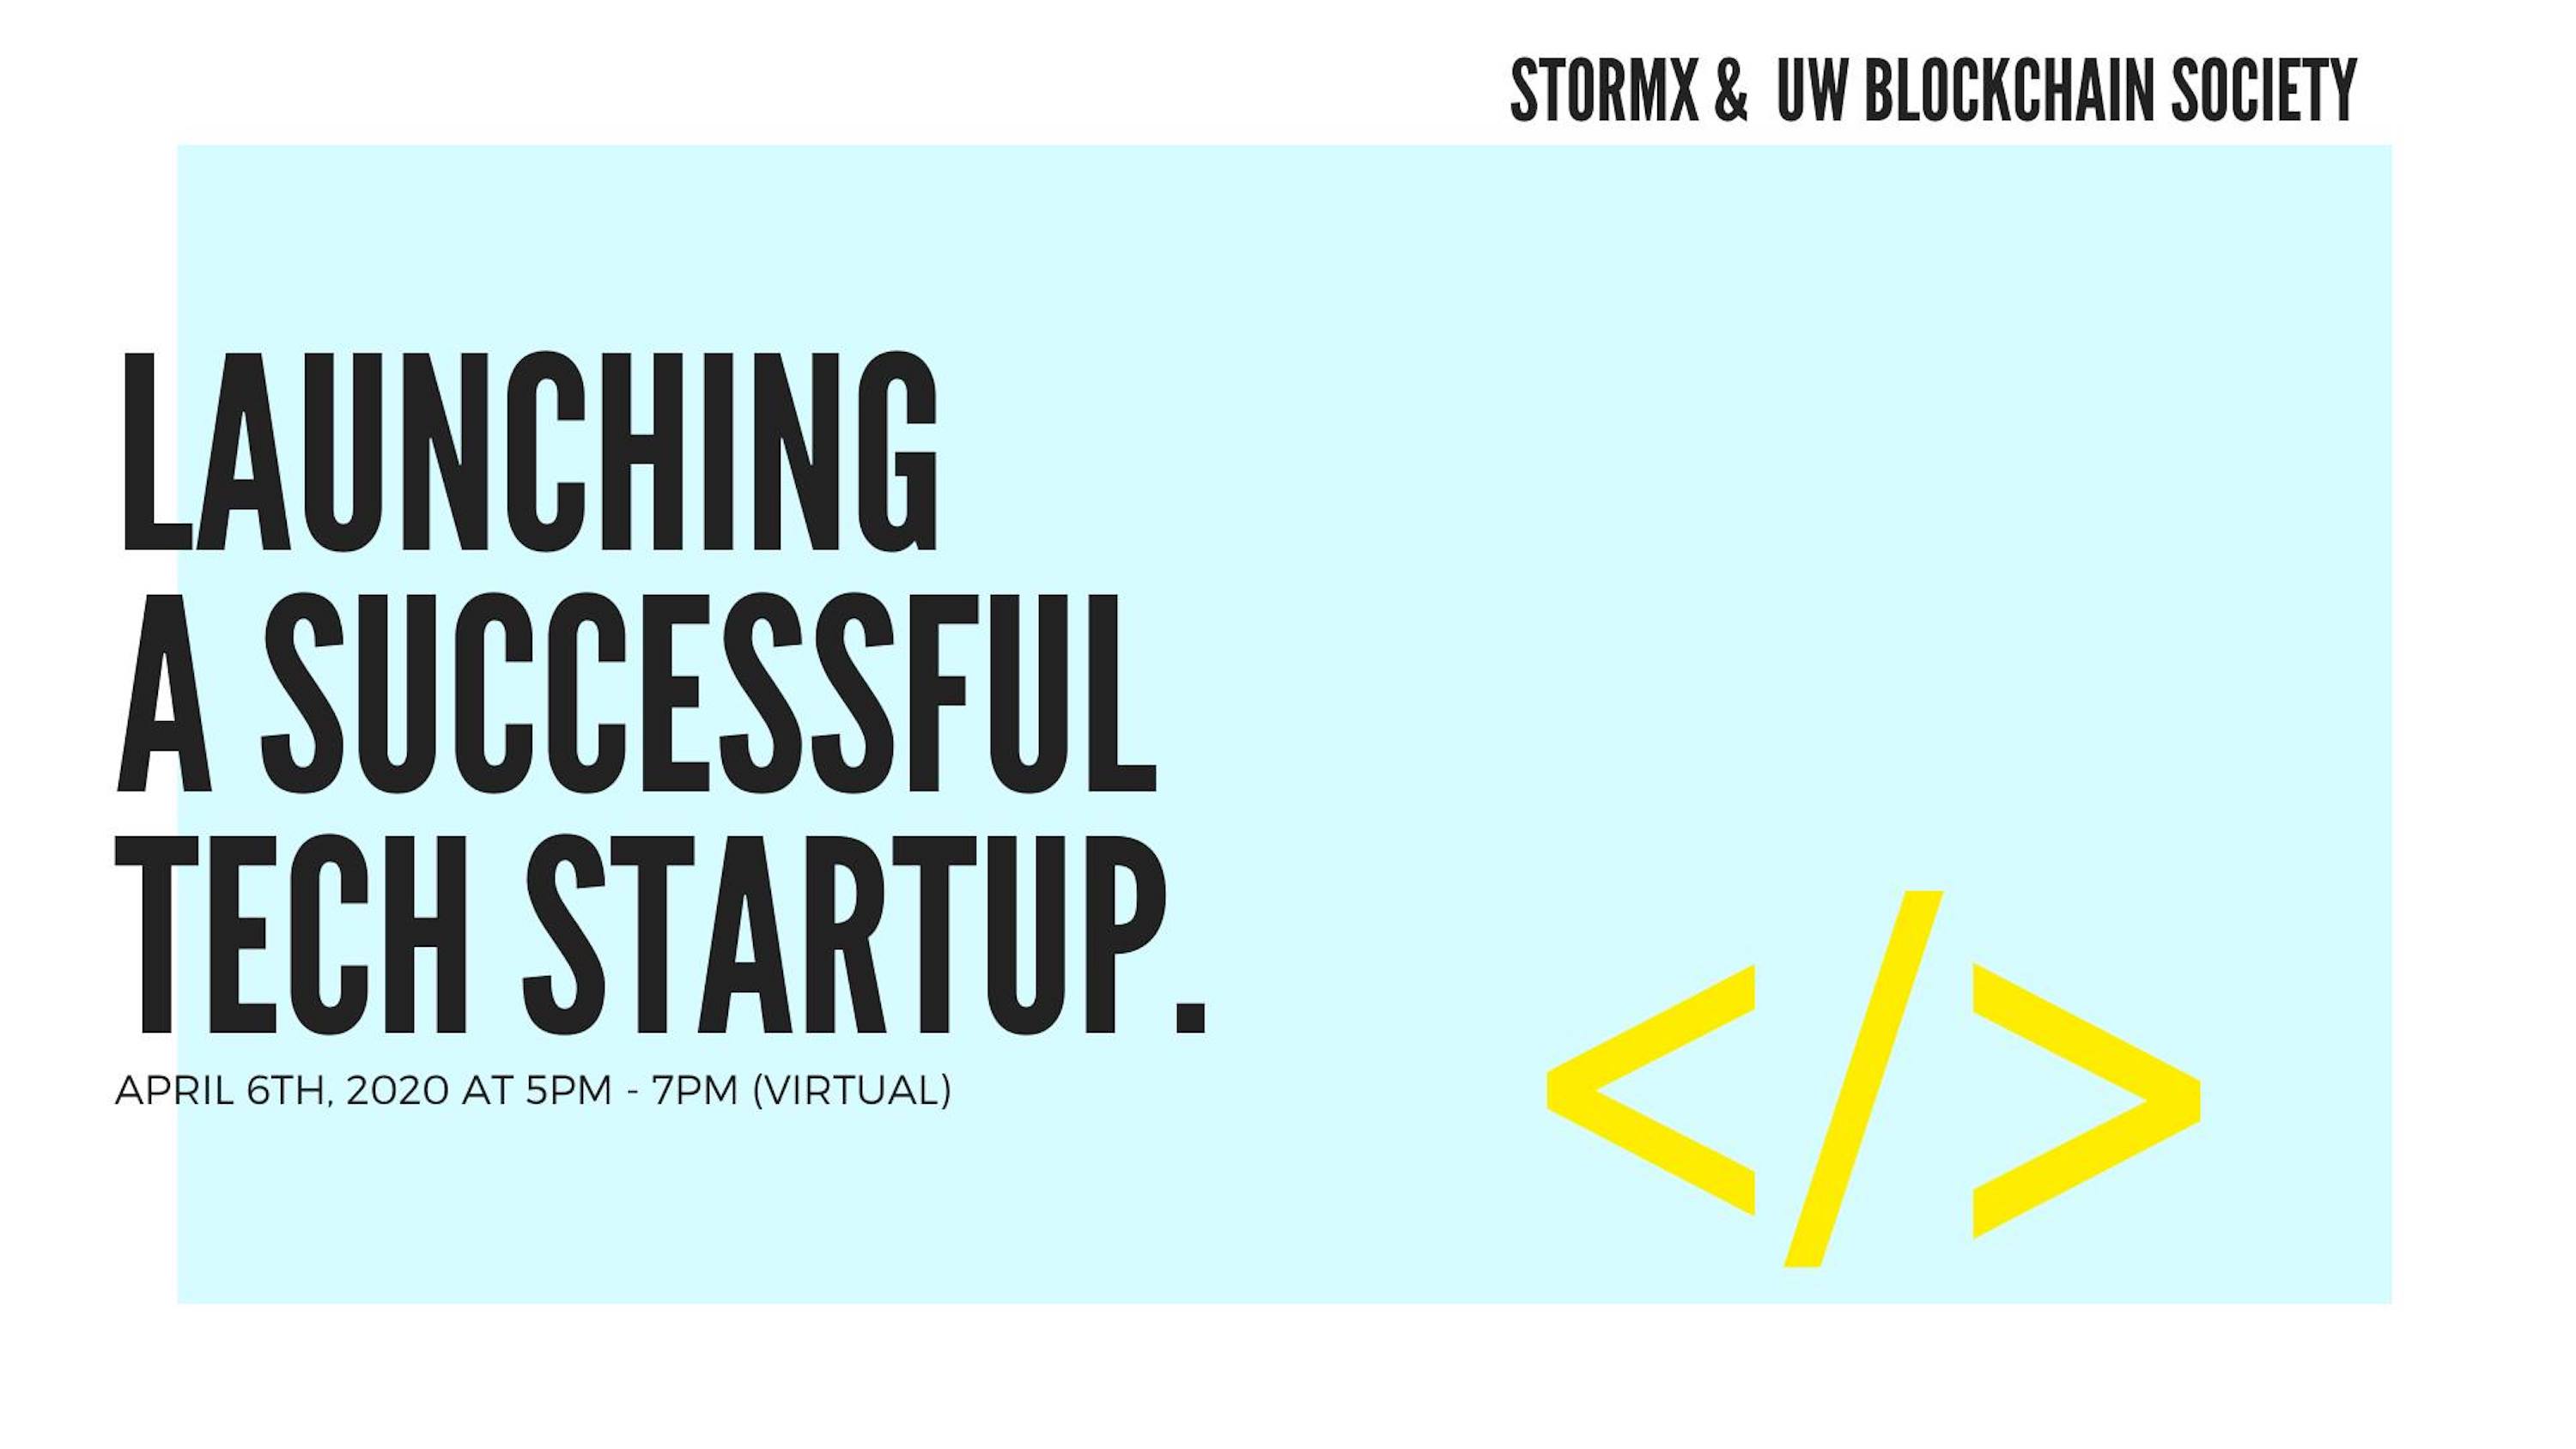 STORMX & UW BLOCKCHAIN SOCIETY
LAUNCHING
A SUCCESSFUL
TECH STARTUP.
APRIL 6TH, 2020 AT 5PM - 7PM (VIRTUAL)
</>